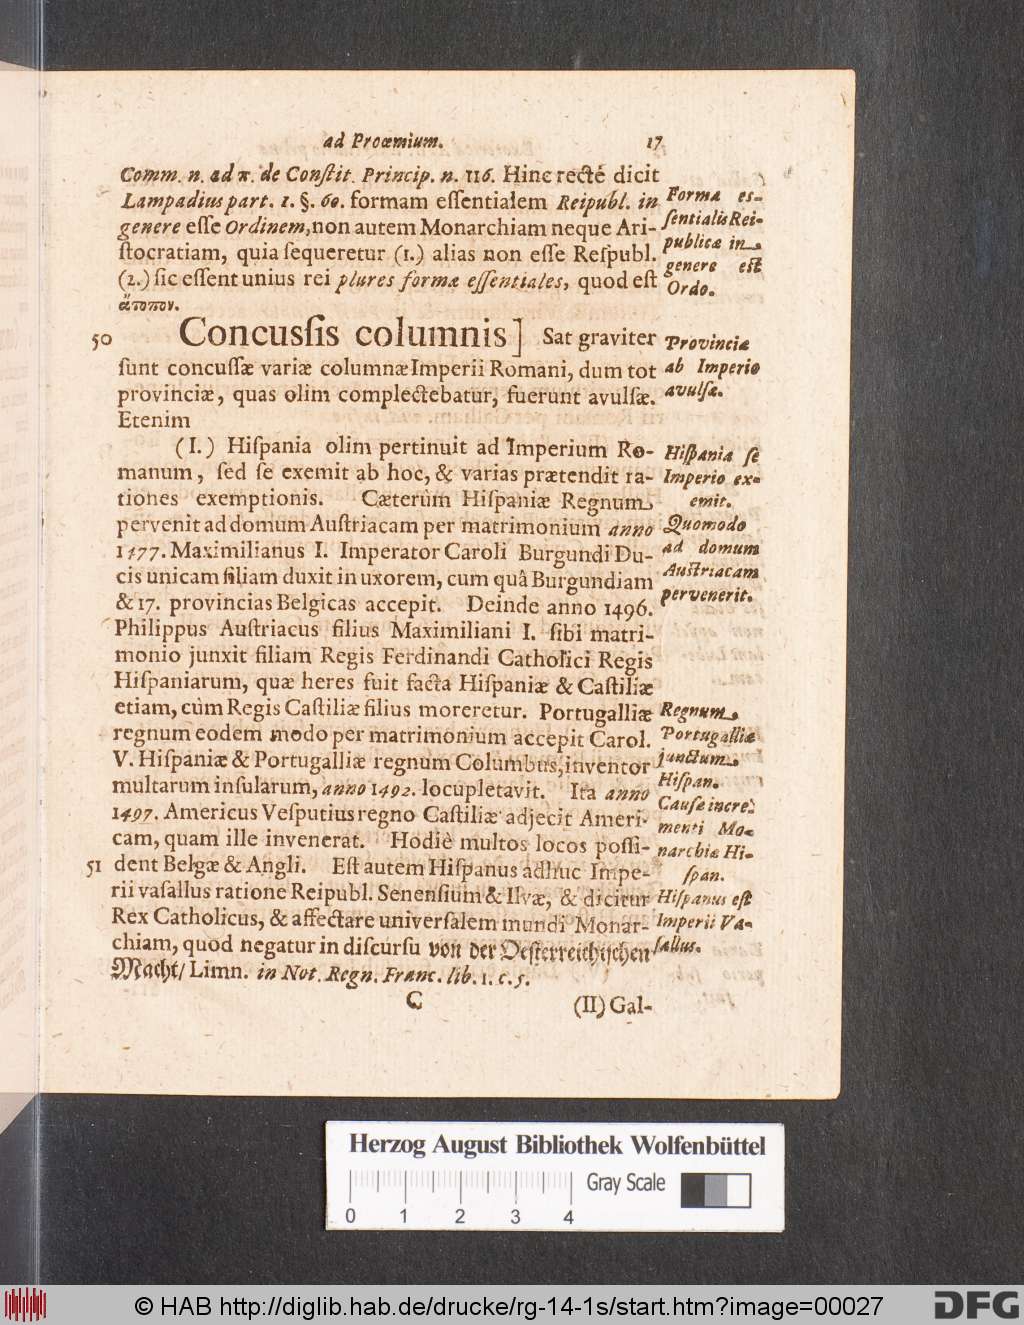 ad Proœmium. 17
Comm. n. ad π. de Conſtit. Princip. n. 116. Hinc rectè dicit
Lampadius part. 1. §. 60. formam eſſentialem Reipubl. in
genere eſſe Ordinem, non autem Monarchiam neque Ari-
ſtocratiam, quia ſequeretur (1.) alias non eſſe Reſpubl.
(2.) ſic eſſent unius rei plures formæ eſſentiales, quod eſt
ἄτοπον.
Forma es-
ſentialis Rei-
publicæ in
genere eſt
Ordo.
50 Concuſſis columnis] Sat graviter
ſunt concuſſæ variæ columnæ Imperii Romani, dum tot
provinciæ, quas olim complectebatur, fuerunt avulſæ.
Etenim
Provinciæ
ab Imperio
avulſæ.
(I.) Hiſpania olim pertinuit ad Imperium Ro-
manum, ſed ſe exemit ab hoc, & varias prætendit ra-
tiones exemptionis. Cæterùm Hiſpaniæ Regnum
pervenit ad domum Auſtriacam per matrimonium anno
1477. Maximilianus I. Imperator Caroli Burgundi Du-
cis unicam filiam duxit in uxorem, cum quâ Burgundiam
& 17. provincias Belgicas accepit. Deinde anno 1496.
Philippus Auſtriacus filius Maximiliani I. ſibi matri-
monio junxit filiam Regis Ferdinandi Catholici Regis
Hiſpaniarum, quæ heres fuit facta Hiſpaniæ & Caſtiliæ
etiam, cùm Regis Caſtiliæ filius moreretur. Portugalliæ
regnum eodem modo per matrimonium accepit Carol.
V. Hiſpaniæ & Portugalliæ regnum Columbus, inventor
multarum inſularum, anno 1492. locupletavit. Ita anno
1497. Americus Veſputius regno Caſtiliæ adjecit Ameri-
cam, quam ille invenerat. Hodiè multos locos poſſi-
51 dent Belgæ & Angli. Eſt autem Hiſpanus adhuc Impe-
rii vaſallus ratione Reipubl. Senenſium & Ilvæ, & dicitur
Rex Catholicus, & affectare univerſalem mundi Monar-
chiam, quod negatur in diſcurſu von der Oeſterreichiſchen
Macht/ Limn. in Not. Regn. Franc. lib. 1. c. 5.
Hiſpania ſe
Imperio ex-
emit.
Quomodo
ad domum
Auſtriacam
pervenerit.
Regnum
Portugalliæ
junctum
Hiſpan.
Cauſæ incre-
menti Mo-
narchiæ Hi-
ſpan.
Hiſpanus eſt
Imperii Va-
ſallus.
C (II) Gal-
Herzog August Bibliothek Wolfenbüttel
Gray Scale
0 1 2 3 4
© HAB http://diglib.hab.de/drucke/rg-14-1s/start.htm?image=00027
DFG